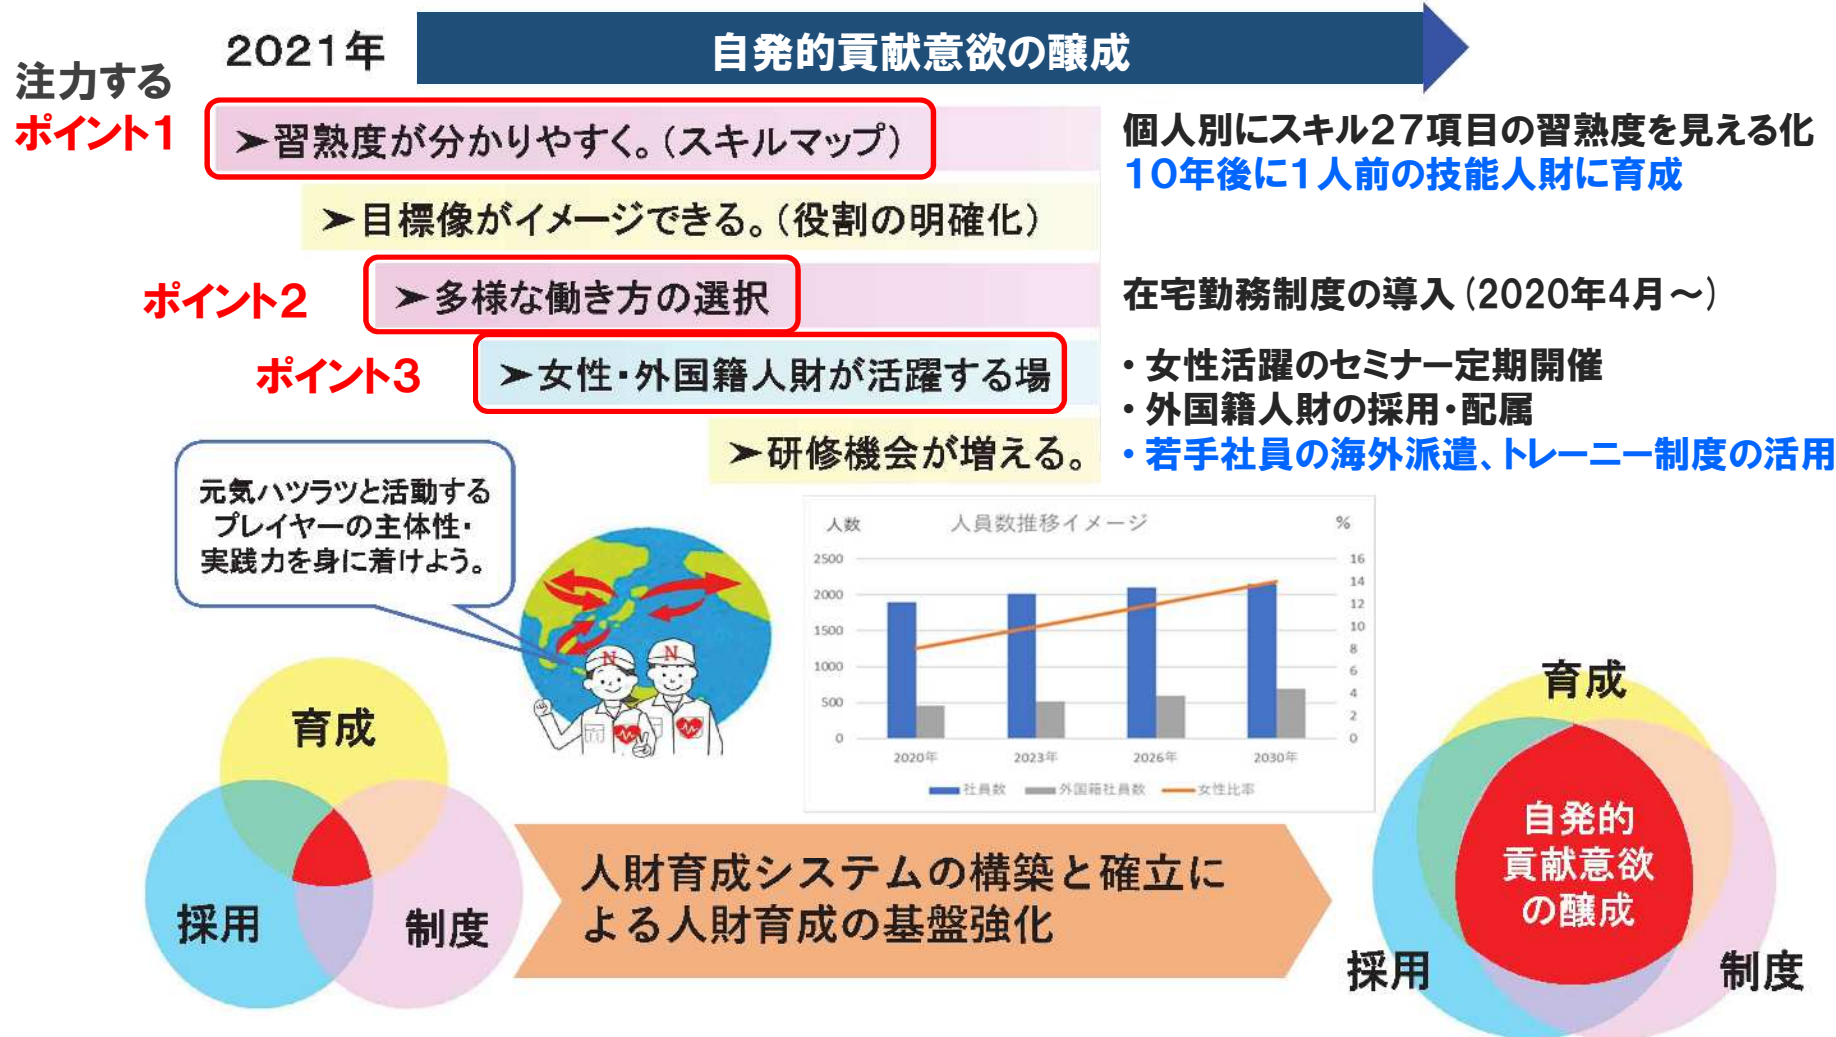 2021年
自発的貢献意欲の醸成
注力する
ポイント1
➤習熟度が分かりやすく。(スキルマップ)
個人別にスキル27項目の習熟度を見える化
10年後に1人前の技能人財に育成
➤目標像がイメージできる。(役割の明確化)
ポイント2
➤多様な働き方の選択
在宅勤務制度の導入(2020年4月～)
ポイント3
➤女性・外国籍人財が活躍する場
・女性活躍のセミナー定期開催
・外国籍人財の採用・配属
・若手社員の海外派遣、トレーニー制度の活用
➤研修機会が増える。
元気ハツラツと活動する
プレイヤーの主体性・
実践力を身に着けよう。
N
N
人数
人員数推移イメージ
%
2500
2000
1500
1000
500
0
16
14
12
10
8
6
4
2
0
2020年
2023年
2026年
2030年
社員数
外国籍社員数
女性比率
育成
採用
制度
人財育成システムの構築と確立に
よる人財育成の基盤強化
育成
自発的
貢献意欲
の醸成
採用
制度